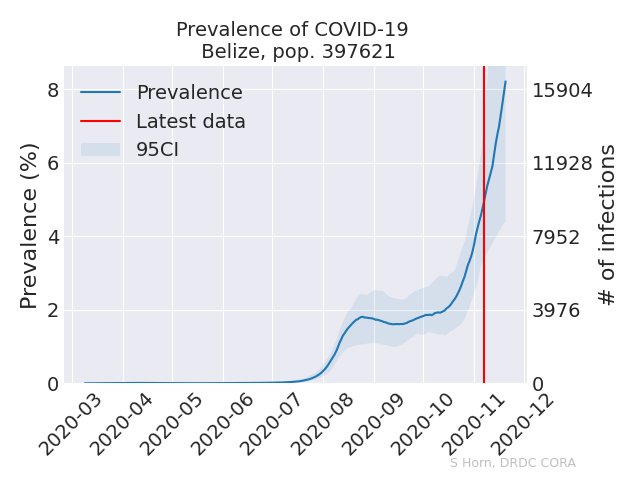 Prevalence of COVID-19
Belize, pop. 397621
Prevalence
Latest data
95CI
Prevalence (%)
8
6
4
2
0
15904
11928
7952
3976
0
# of infections
2020-03
2020-04
2020-05
2020-06
2020-07
2020-08
2020-09
2020-10
2020-11
2020-12
S Horn, DRDC CORA